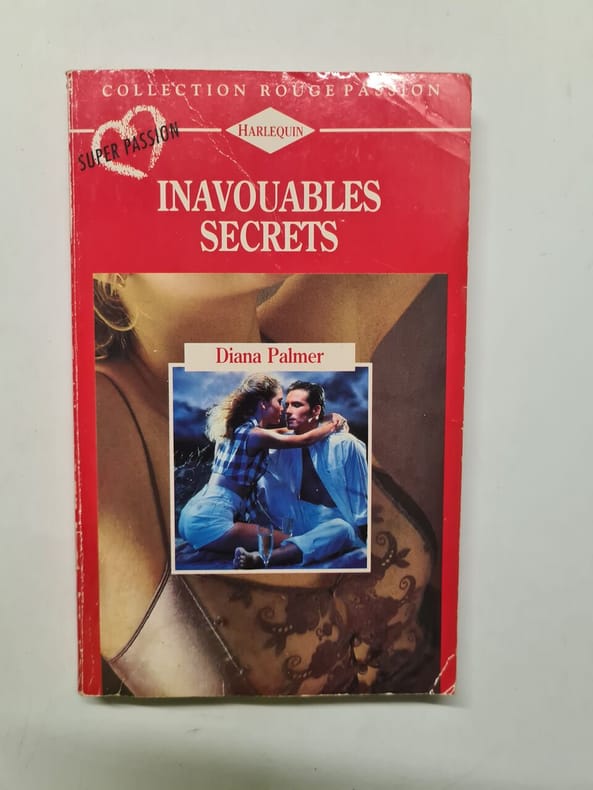 COLLECTION ROUGE PASSION
HARLEQUIN
SUPER PASSION
INAVOUABLES
SECRETS
Diana Palmer